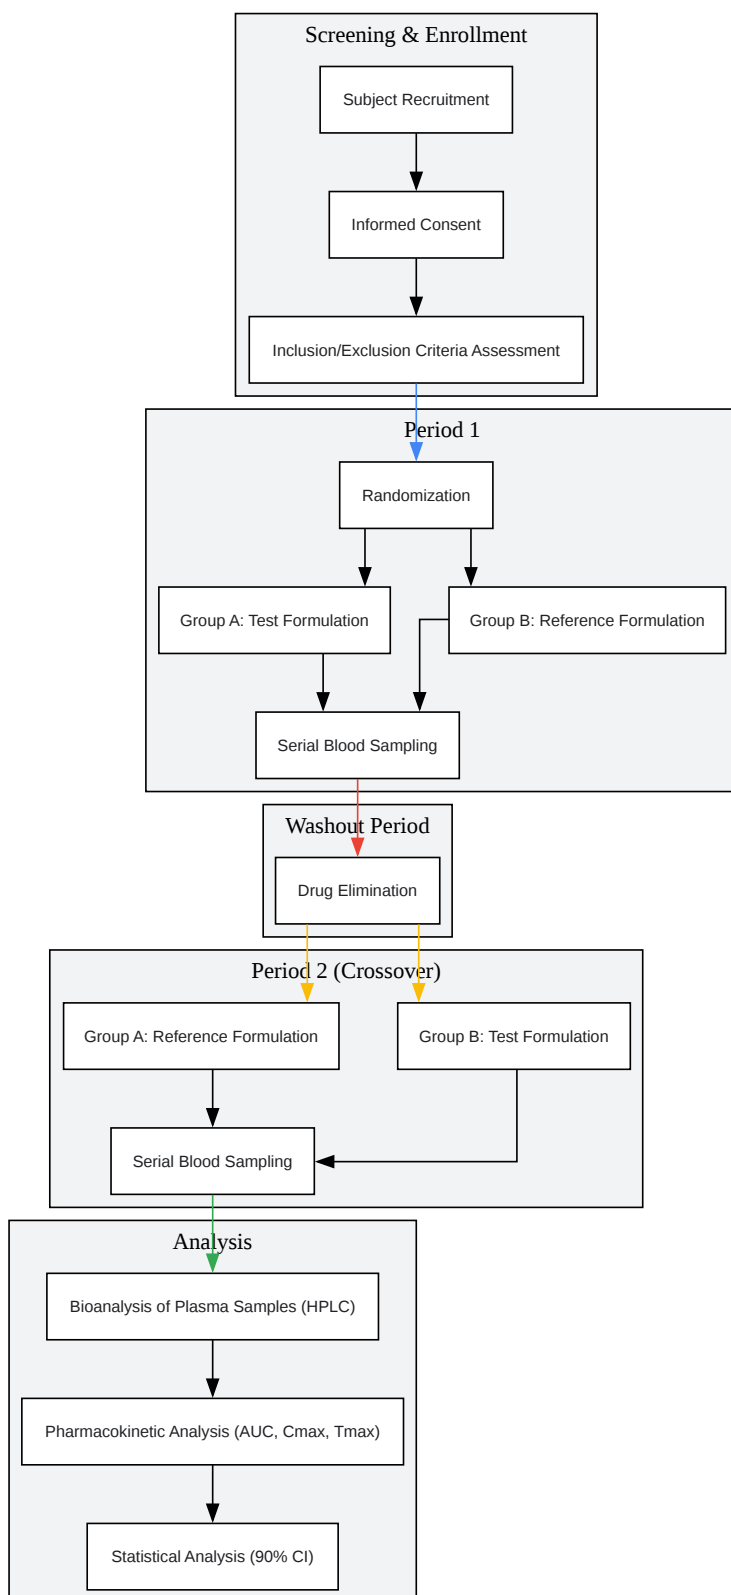 Screening & Enrollment
Subject Recruitment
Informed Consent
Inclusion/Exclusion Criteria Assessment
Period 1
Randomization
Group A: Test Formulation
Group B: Reference Formulation
Serial Blood Sampling
Washout Period
Drug Elimination
Period 2 (Crossover)
Group A: Reference Formulation
Group B: Test Formulation
Serial Blood Sampling
Analysis
Bioanalysis of Plasma Samples (HPLC)
Pharmacokinetic Analysis (AUC, Cmax, Tmax)
Statistical Analysis (90% CI)